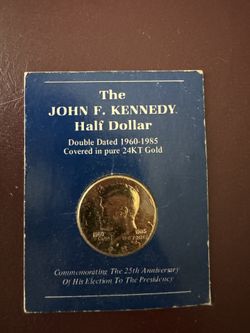 The
JOHN F. KENNEDY
Half Dollar
Double Dated 1960-1985
Covered in pure 24KT Gold
1960 1985
Commemorating The 25th Anniversary
Of His Election To The Presidency